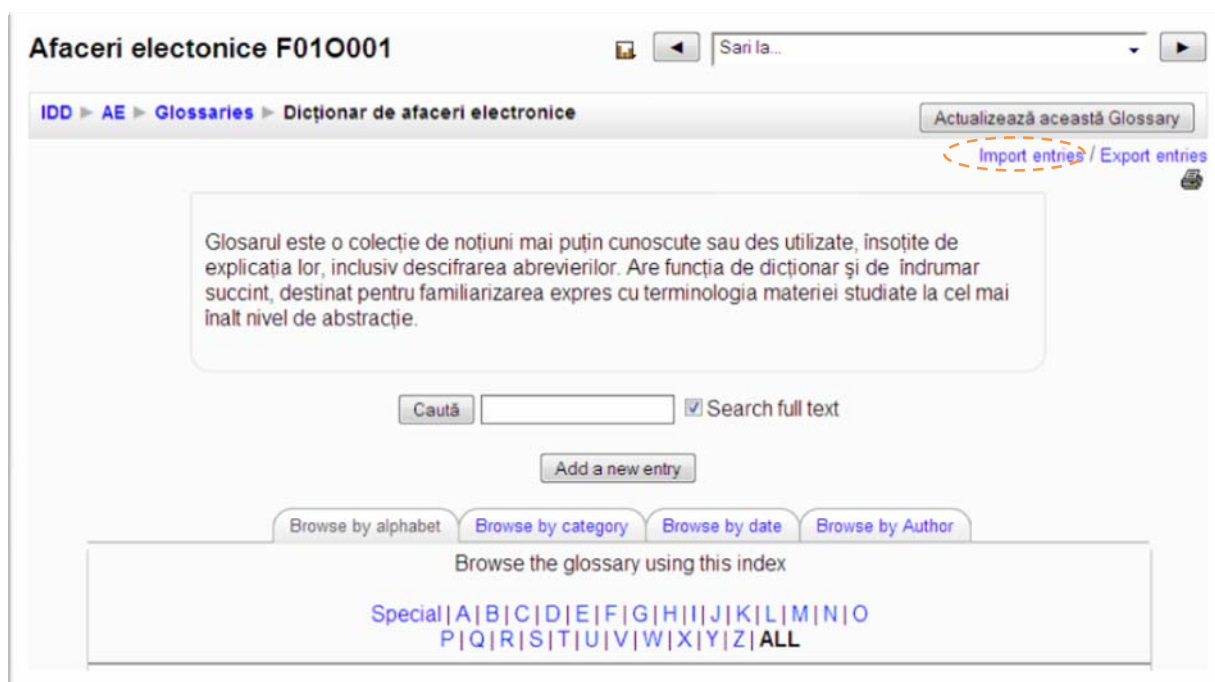 Afaceri electonice F01O001
Sari la...
IDD ► AE ► Glossaries ► Dicționar de afaceri electronice
Actualizează această Glossary
Import entries / Export entries
Glosarul este o colecție de noțiuni mai puțin cunoscute sau des utilizate, însoțite de
explicația lor, inclusiv descifrarea abrevierilor. Are funcția de dicționar şi de îndrumar
succint, destinat pentru familiarizarea expres cu terminologia materiei studiate la cel mai
înalt nivel de abstracție.
Caută
Search full text
Add a new entry
Browse by alphabet Browse by category Browse by date Browse by Author
Browse the glossary using this index
Special | A | B | C | D | E | F | G | H | I | J | K | L | M | N | O
P | Q | R | S | T | U | V | W | X | Y | Z | ALL